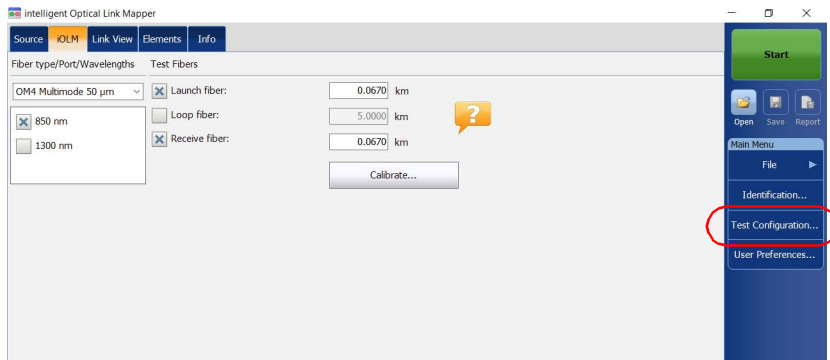 intelligent Optical Link Mapper
Source iOLM Link View Elements Info
Fiber type/Port/Wavelengths Test Fibers
OM4 Multimode 50 µm
Launch fiber: 0.0670 km
850 nm
Loop fiber: 5.0000 km
?
1300 nm
Receive fiber: 0.0670 km
Calibrate...
Start
Open Save Report
Main Menu
File
Identification...
Test Configuration...
User Preferences...